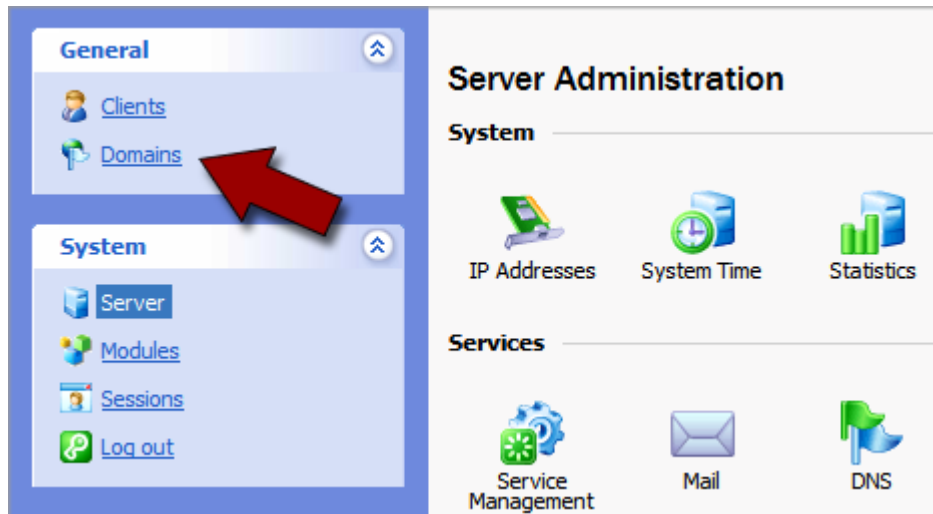 General
Clients
Domains
System
Server
Modules
Sessions
Log out
Server Administration
System
IP Addresses
System Time
Statistics
Services
Service
Management
Mail
DNS